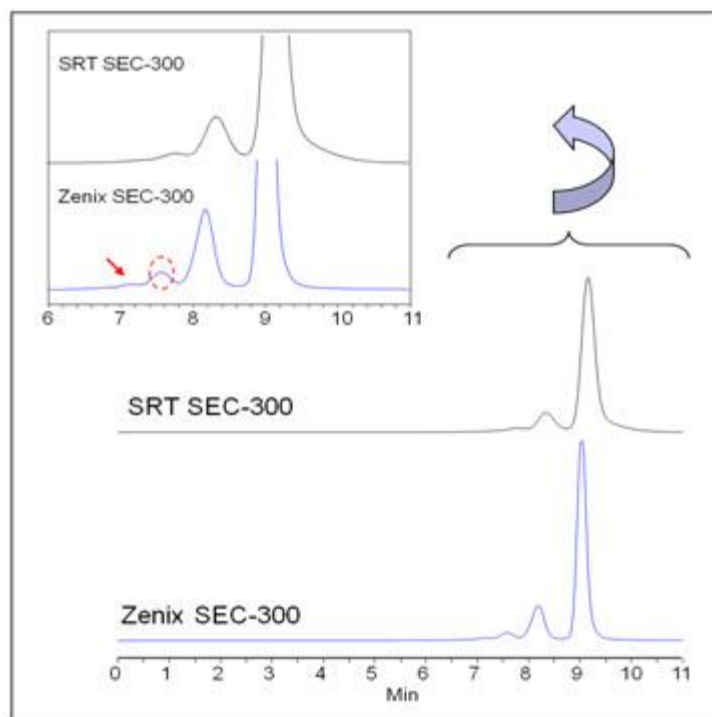 SRT SEC-300
Zenix SEC-300
6 7 8 9 10 11
SRT SEC-300
Zenix SEC-300
0 1 2 3 4 5 6 7 8 9 10 11
Min